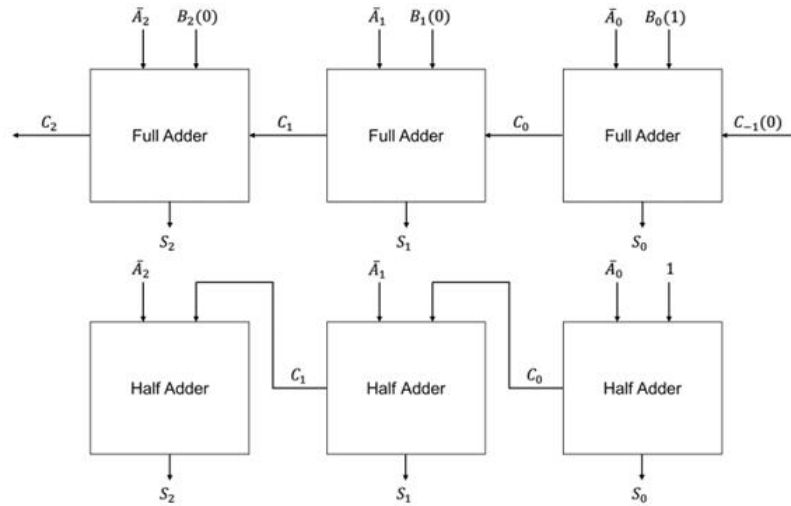 Ā₂ B₂(0) Ā₁ B₁(0) Ā₀ B₀(1)
C₂ Full Adder C₁ Full Adder C₀ Full Adder C₋₁(0)
S₂ S₁ S₀
Ā₂ Ā₁ Ā₀ 1
Half Adder C₁ Half Adder C₀ Half Adder
S₂ S₁ S₀